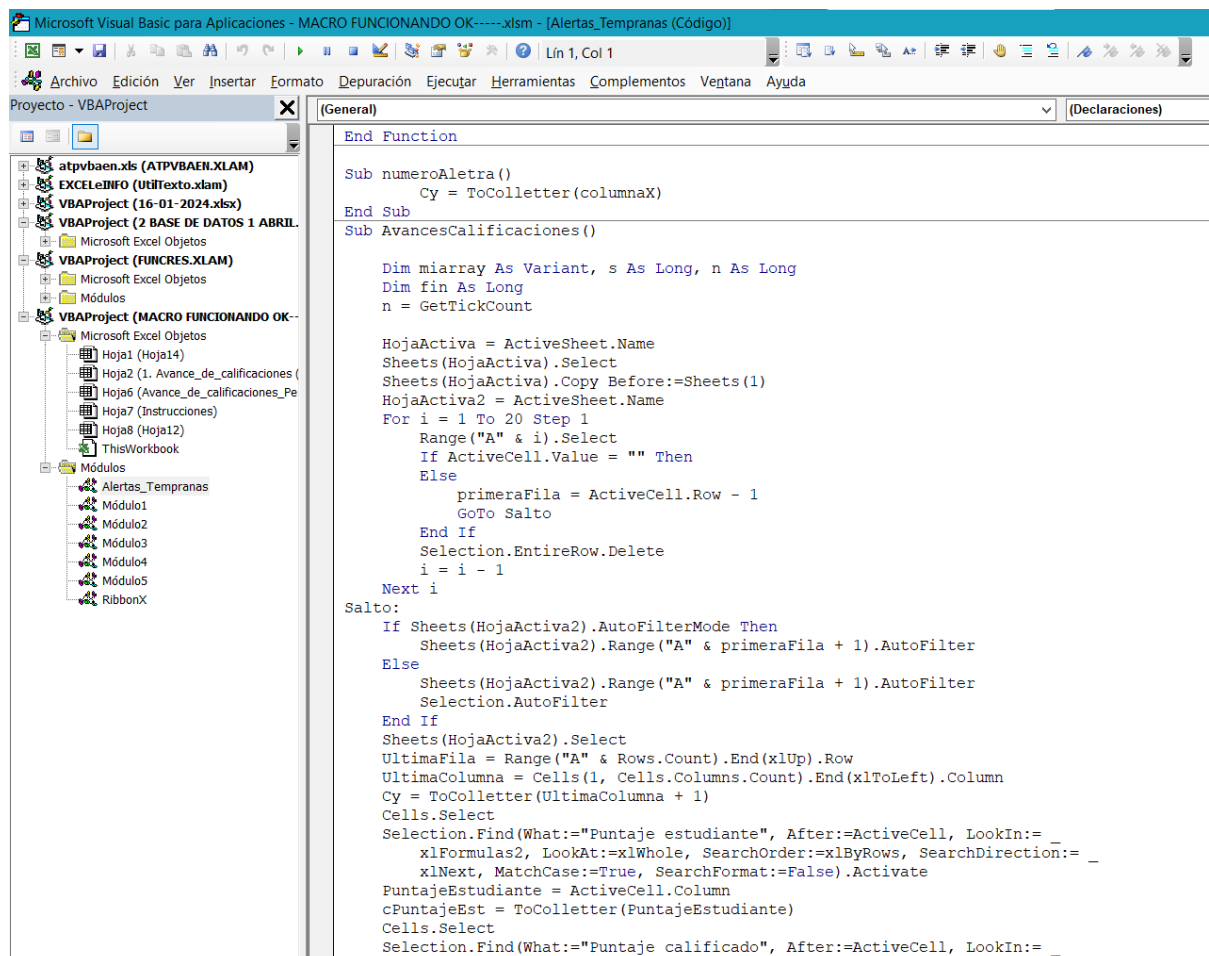 Microsoft Visual Basic para Aplicaciones - MACRO FUNCIONANDO OK-----.xlsm - [Alertas_Tempranas (Código)]
Lín 1, Col 1
Archivo Edición Ver Insertar Formato Depuración Ejecutar Herramientas Complementos Ventana Ayuda
Proyecto - VBAProject
(General)
(Declaraciones)
atpvbaen.xls (ATPVBAEN.XLAM)
EXCELeINFO (UtilTexto.xlam)
VBAProject (16-01-2024.xlsx)
VBAProject (2 BASE DE DATOS 1 ABRIL.
Microsoft Excel Objetos
VBAProject (FUNCRES.XLAM)
Microsoft Excel Objetos
Módulos
VBAProject (MACRO FUNCIONANDO OK--
Microsoft Excel Objetos
Hoja1 (Hoja14)
Hoja2 (1. Avance_de_calificaciones (
Hoja6 (Avance_de_calificaciones_Pe
Hoja7 (Instrucciones)
Hoja8 (Hoja12)
ThisWorkbook
Módulos
Alertas_Tempranas
Módulo1
Módulo2
Módulo3
Módulo4
Módulo5
RibbonX
End Function
Sub numeroAletra()
Cy = ToColletter(columnaX)
End Sub
Sub AvancesCalificaciones()
Dim miarray As Variant, s As Long, n As Long
Dim fin As Long
n = GetTickCount
HojaActiva = ActiveSheet.Name
Sheets(HojaActiva).Select
Sheets(HojaActiva).Copy Before:=Sheets(1)
HojaActiva2 = ActiveSheet.Name
For i = 1 To 20 Step 1
Range("A" & i).Select
If ActiveCell.Value = "" Then
Else
primeraFila = ActiveCell.Row - 1
GoTo Salto
End If
Selection.EntireRow.Delete
i = i - 1
Next i
Salto:
If Sheets(HojaActiva2).AutoFilterMode Then
Sheets(HojaActiva2).Range("A" & primeraFila + 1).AutoFilter
Else
Sheets(HojaActiva2).Range("A" & primeraFila + 1).AutoFilter
Selection.AutoFilter
End If
Sheets(HojaActiva2).Select
UltimaFila = Range("A" & Rows.Count).End(xlUp).Row
UltimaColumna = Cells(1, Cells.Columns.Count).End(xlToLeft).Column
Cy = ToColletter(UltimaColumna + 1)
Cells.Select
Selection.Find(What:="Puntaje estudiante", After:=ActiveCell, LookIn:= _
xlFormulas2, LookAt:=xlWhole, SearchOrder:=xlByRows, SearchDirection:= _
xlNext, MatchCase:=True, SearchFormat:=False).Activate
PuntajeEstudiante = ActiveCell.Column
cPuntajeEst = ToColletter(PuntajeEstudiante)
Cells.Select
Selection.Find(What:="Puntaje calificado", After:=ActiveCell, LookIn:= _